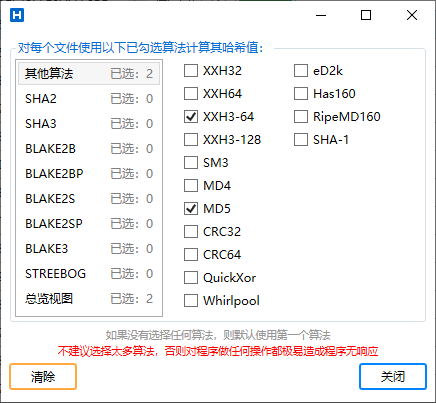 H
对每个文件使用以下已勾选算法计算其哈希值：
其他算法 已选：2
SHA2 已选：0
SHA3 已选：0
BLAKE2B 已选：0
BLAKE2BP 已选：0
BLAKE2S 已选：0
BLAKE2SP 已选：0
BLAKE3 已选：0
STREEBOG 已选：0
总览视图 已选：2
XXH32
XXH64
XXH3-64
XXH3-128
SM3
MD4
MD5
CRC32
CRC64
QuickXor
Whirlpool
eD2k
Has160
RipeMD160
SHA-1
如果没有选择任何算法，则默认使用第一个算法
不建议选择太多算法，否则对程序做任何操作都极易造成程序无响应
清除
关闭